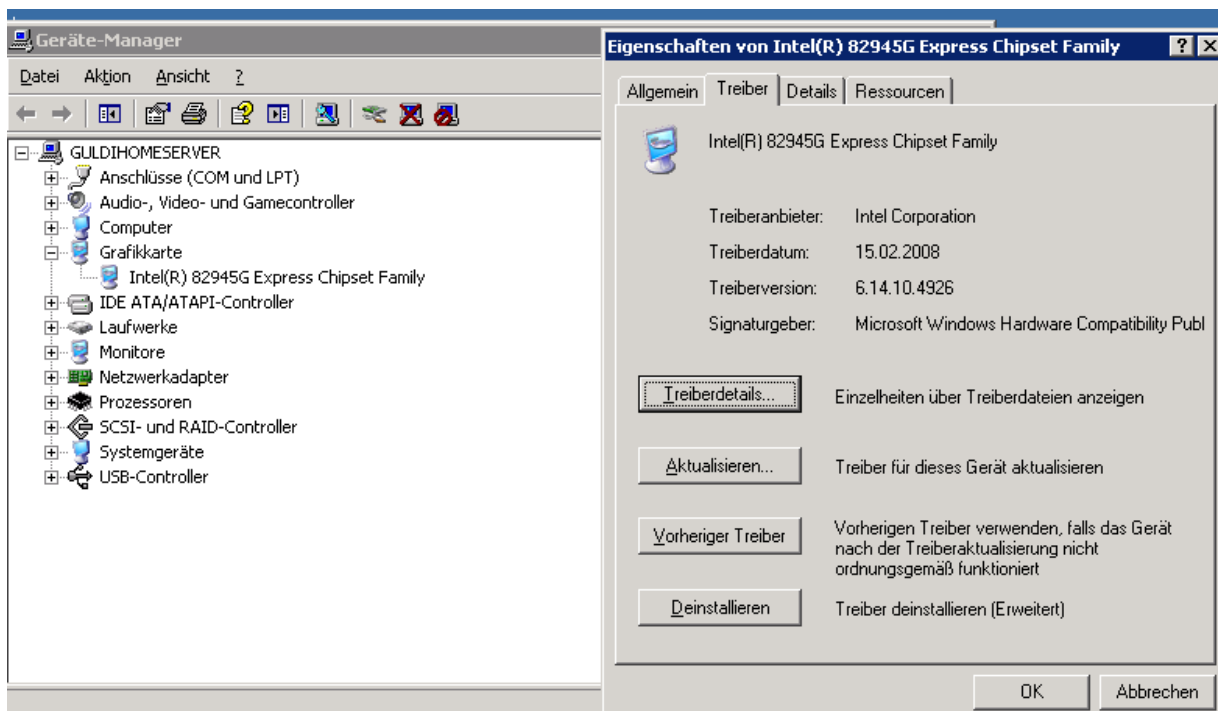 Geräte-Manager
Datei Aktion Ansicht ?
GULDIHOMESERVER
Anschlüsse (COM und LPT)
Audio-, Video- und Gamecontroller
Computer
Grafikkarte
Intel(R) 82945G Express Chipset Family
IDE ATA/ATAPI-Controller
Laufwerke
Monitore
Netzwerkadapter
Prozessoren
SCSI- und RAID-Controller
Systemgeräte
USB-Controller
Eigenschaften von Intel(R) 82945G Express Chipset Family
Allgemein Treiber Details Ressourcen
Intel(R) 82945G Express Chipset Family
Treiberanbieter: Intel Corporation
Treiberdatum: 15.02.2008
Treiberversion: 6.14.10.4926
Signaturgeber: Microsoft Windows Hardware Compatibility Publ
Treiberdetails... Einzelheiten über Treiberdateien anzeigen
Aktualisieren... Treiber für dieses Gerät aktualisieren
Vorheriger Treiber Vorherigen Treiber verwenden, falls das Gerät
nach der Treiberaktualisierung nicht
ordnungsgemäß funktioniert
Deinstallieren Treiber deinstallieren (Erweitert)
OK Abbrechen